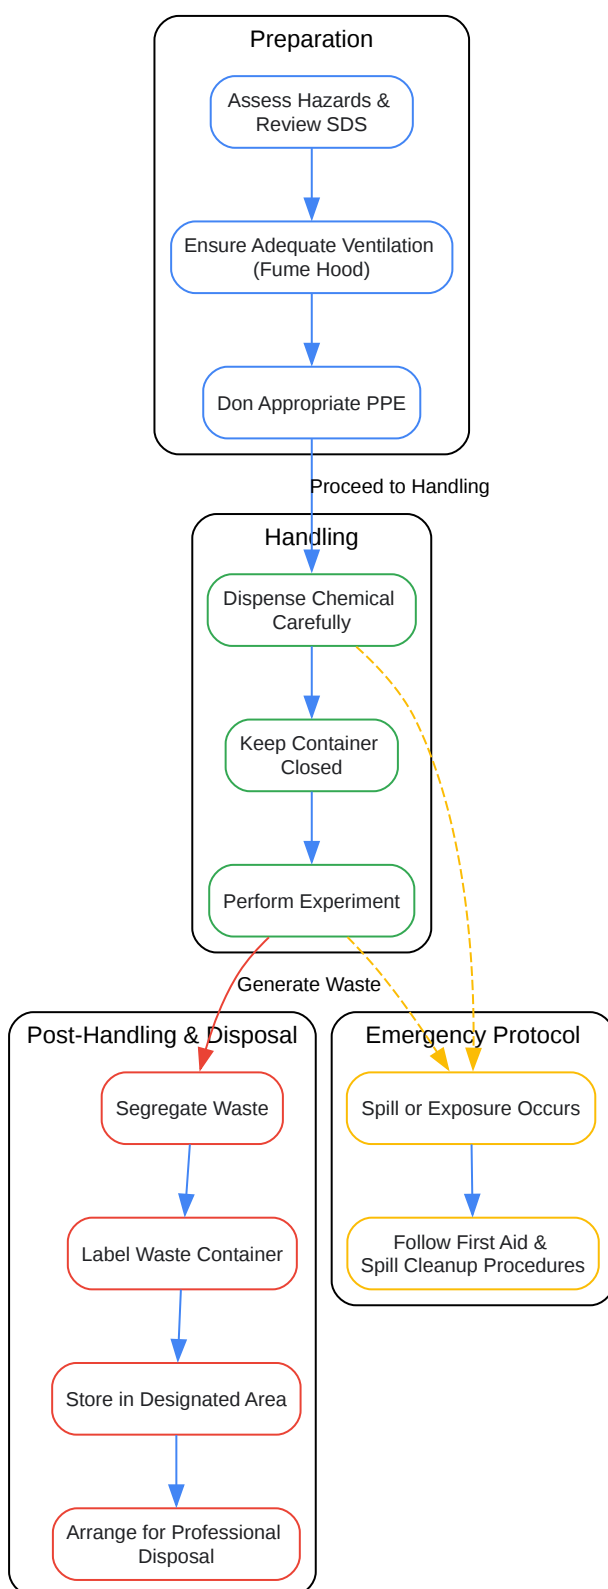 Preparation
Assess Hazards &
Review SDS
Ensure Adequate Ventilation
(Fume Hood)
Don Appropriate PPE
Proceed to Handling
Handling
Dispense Chemical
Carefully
Keep Container
Closed
Perform Experiment
Generate Waste
Post-Handling & Disposal
Segregate Waste
Label Waste Container
Store in Designated Area
Arrange for Professional
Disposal
Emergency Protocol
Spill or Exposure Occurs
Follow First Aid &
Spill Cleanup Procedures